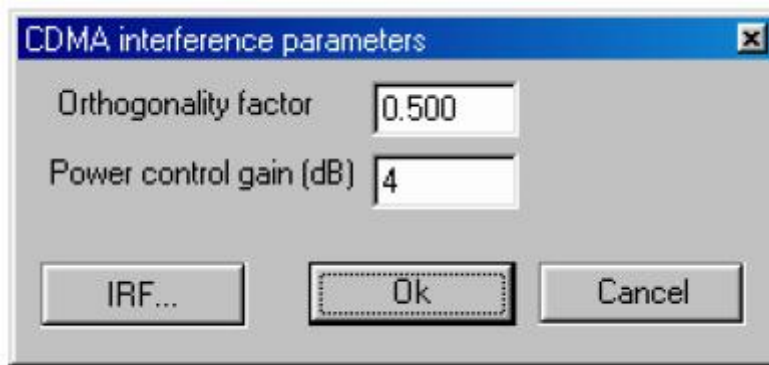 CDMA interference parameters
Orthogonality factor 0.500
Power control gain (dB) 4
IRF... Ok Cancel